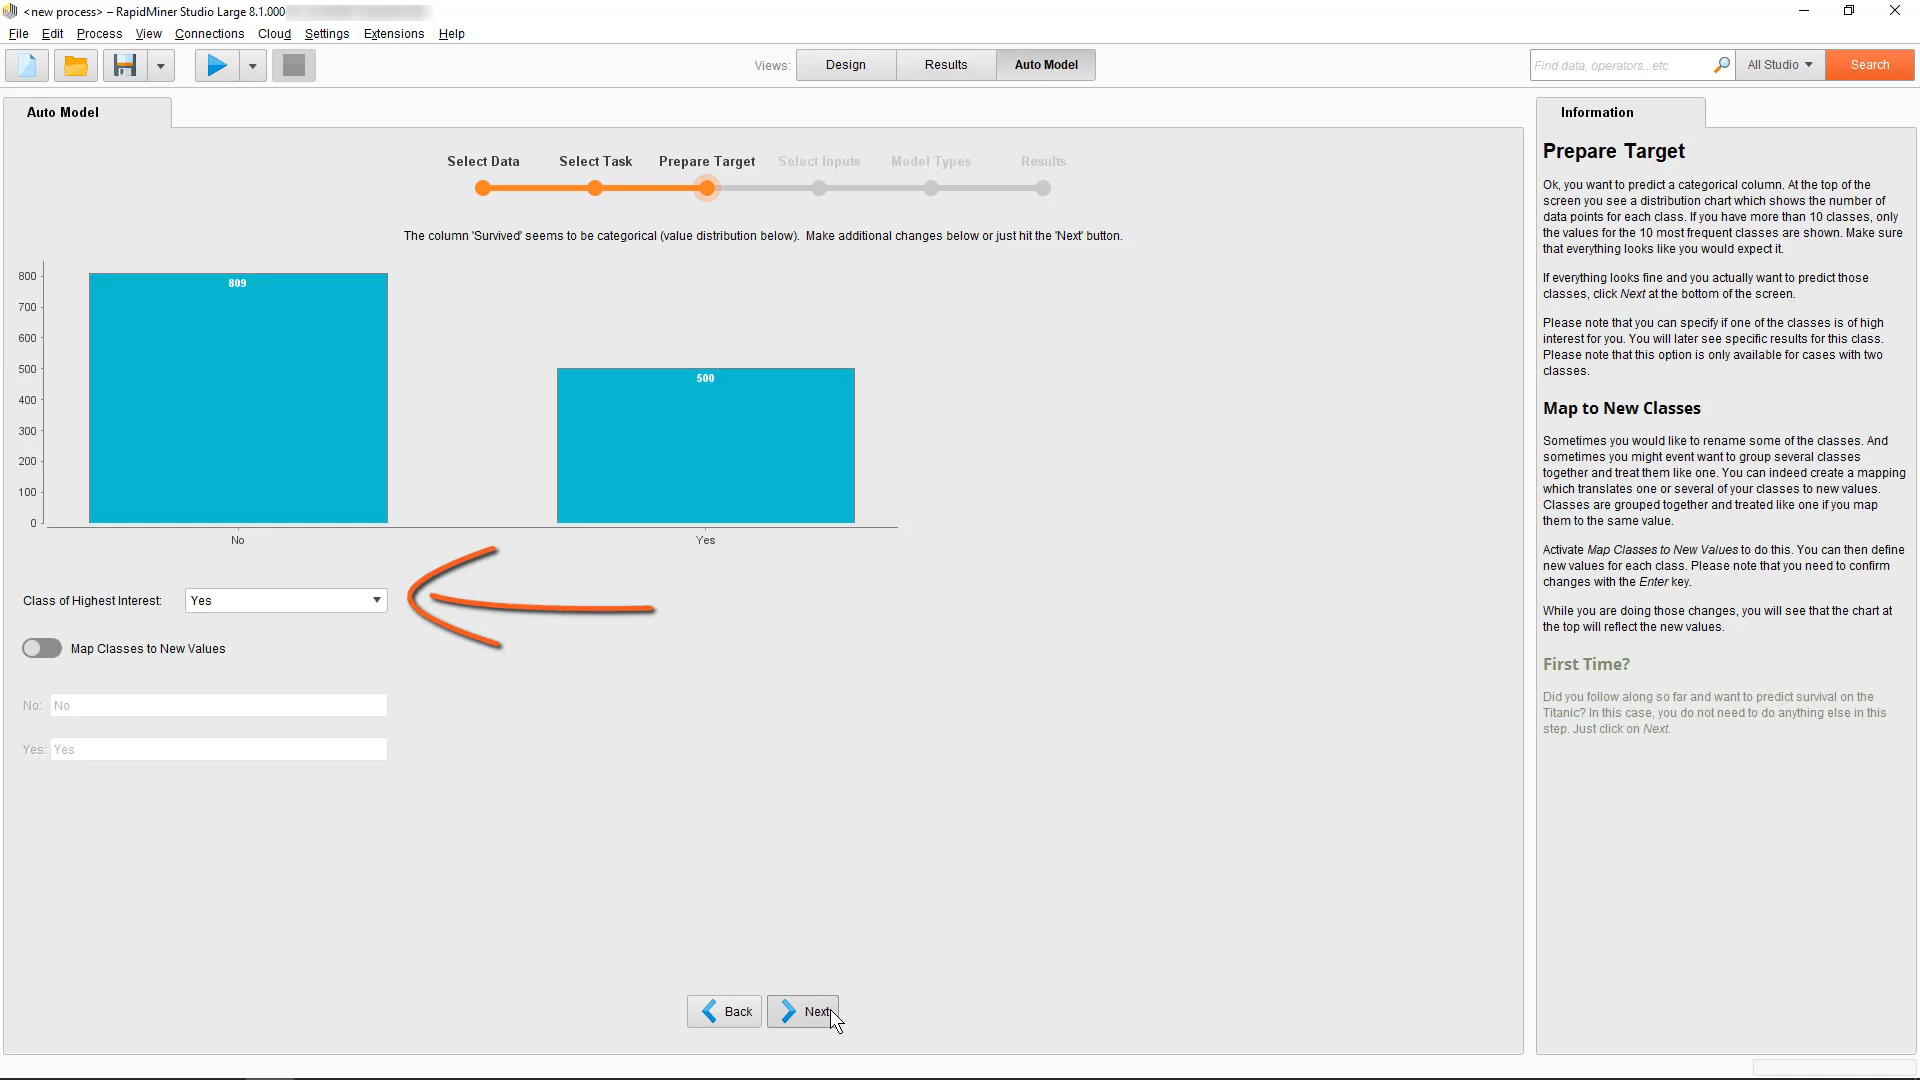 <new process> – RapidMiner Studio Large 8.1.000
File Edit Process View Connections Cloud Settings Extensions Help
Views: Design Results Auto Model
Find data, operators...etc All Studio Search
Auto Model
Select Data Select Task Prepare Target Select Inputs Model Types Results
The column 'Survived' seems to be categorical (value distribution below). Make additional changes below or just hit the 'Next' button.
800
700
600
500
400
300
200
100
0
809
500
No Yes
Class of Highest Interest: Yes
Map Classes to New Values
No: No
Yes: Yes
Back Next
Information
Prepare Target
Ok, you want to predict a categorical column. At the top of the
screen you see a distribution chart which shows the number of
data points for each class. If you have more than 10 classes, only
the values for the 10 most frequent classes are shown. Make sure
that everything looks like you would expect it.
If everything looks fine and you actually want to predict those
classes, click Next at the bottom of the screen.
Please note that you can specify if one of the classes is of high
interest for you. You will later see specific results for this class.
Please note that this option is only available for cases with two
classes.
Map to New Classes
Sometimes you would like to rename some of the classes. And
sometimes you might event want to group several classes
together and treat them like one. You can indeed create a mapping
which translates one or several of your classes to new values.
Classes are grouped together and treated like one if you map
them to the same value.
Activate Map Classes to New Values to do this. You can then define
new values for each class. Please note that you need to confirm
changes with the Enter key.
While you are doing those changes, you will see that the chart at
the top will reflect the new values.
First Time?
Did you follow along so far and want to predict survival on the
Titanic? In this case, you do not need to do anything else in this
step. Just click on Next.